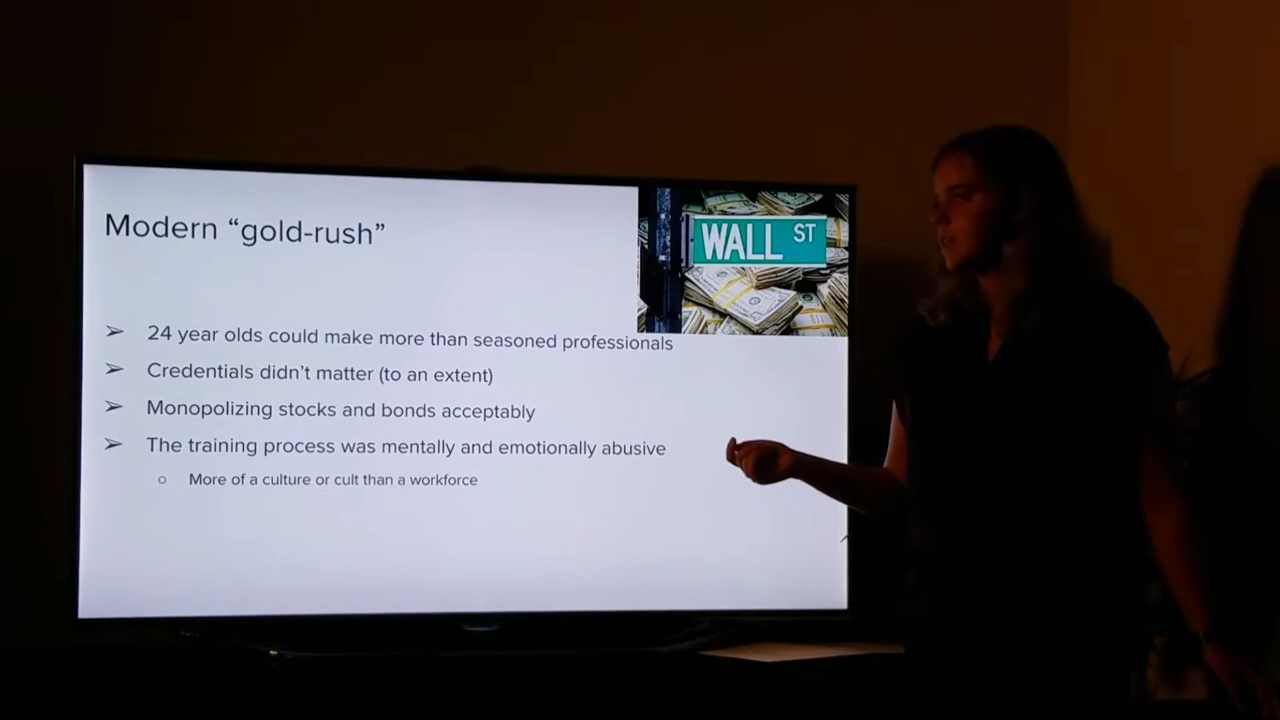 Modern “gold-rush”
WALL ST
➢ 24 year olds could make more than seasoned professionals
➢ Credentials didn’t matter (to an extent)
➢ Monopolizing stocks and bonds acceptably
➢ The training process was mentally and emotionally abusive
○ More of a culture or cult than a workforce